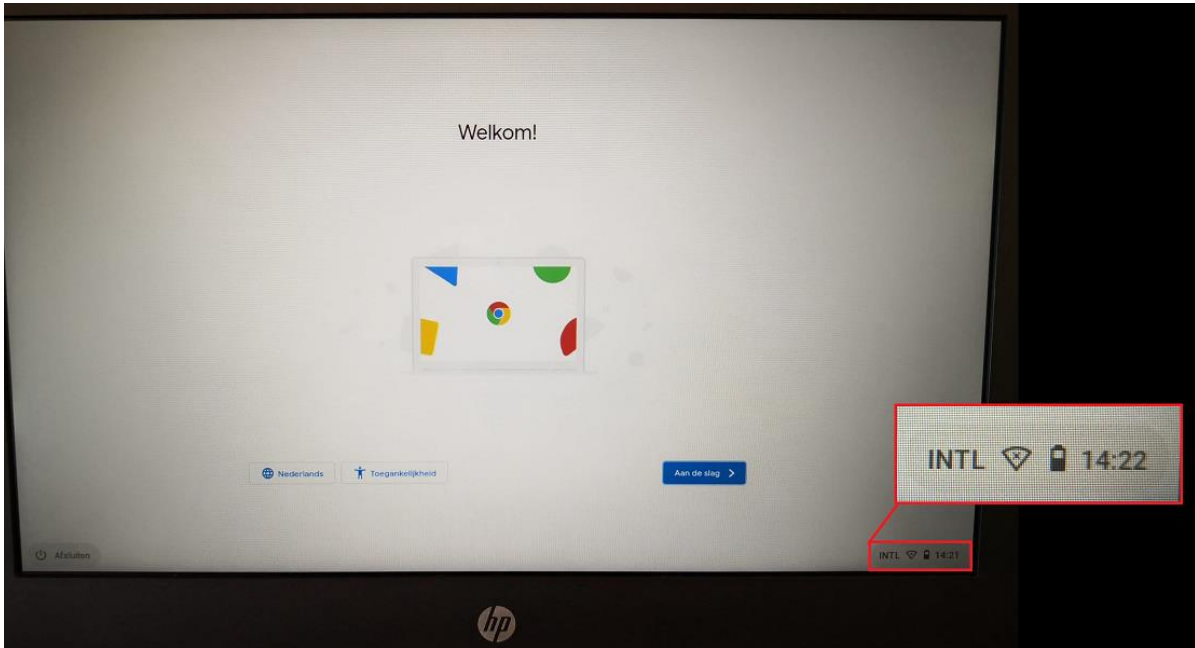 Welkom!
Nederlands
Toegankelijkheid
Aan de slag
INTL 14:22
Afsluiten
INTL 14:21
hp